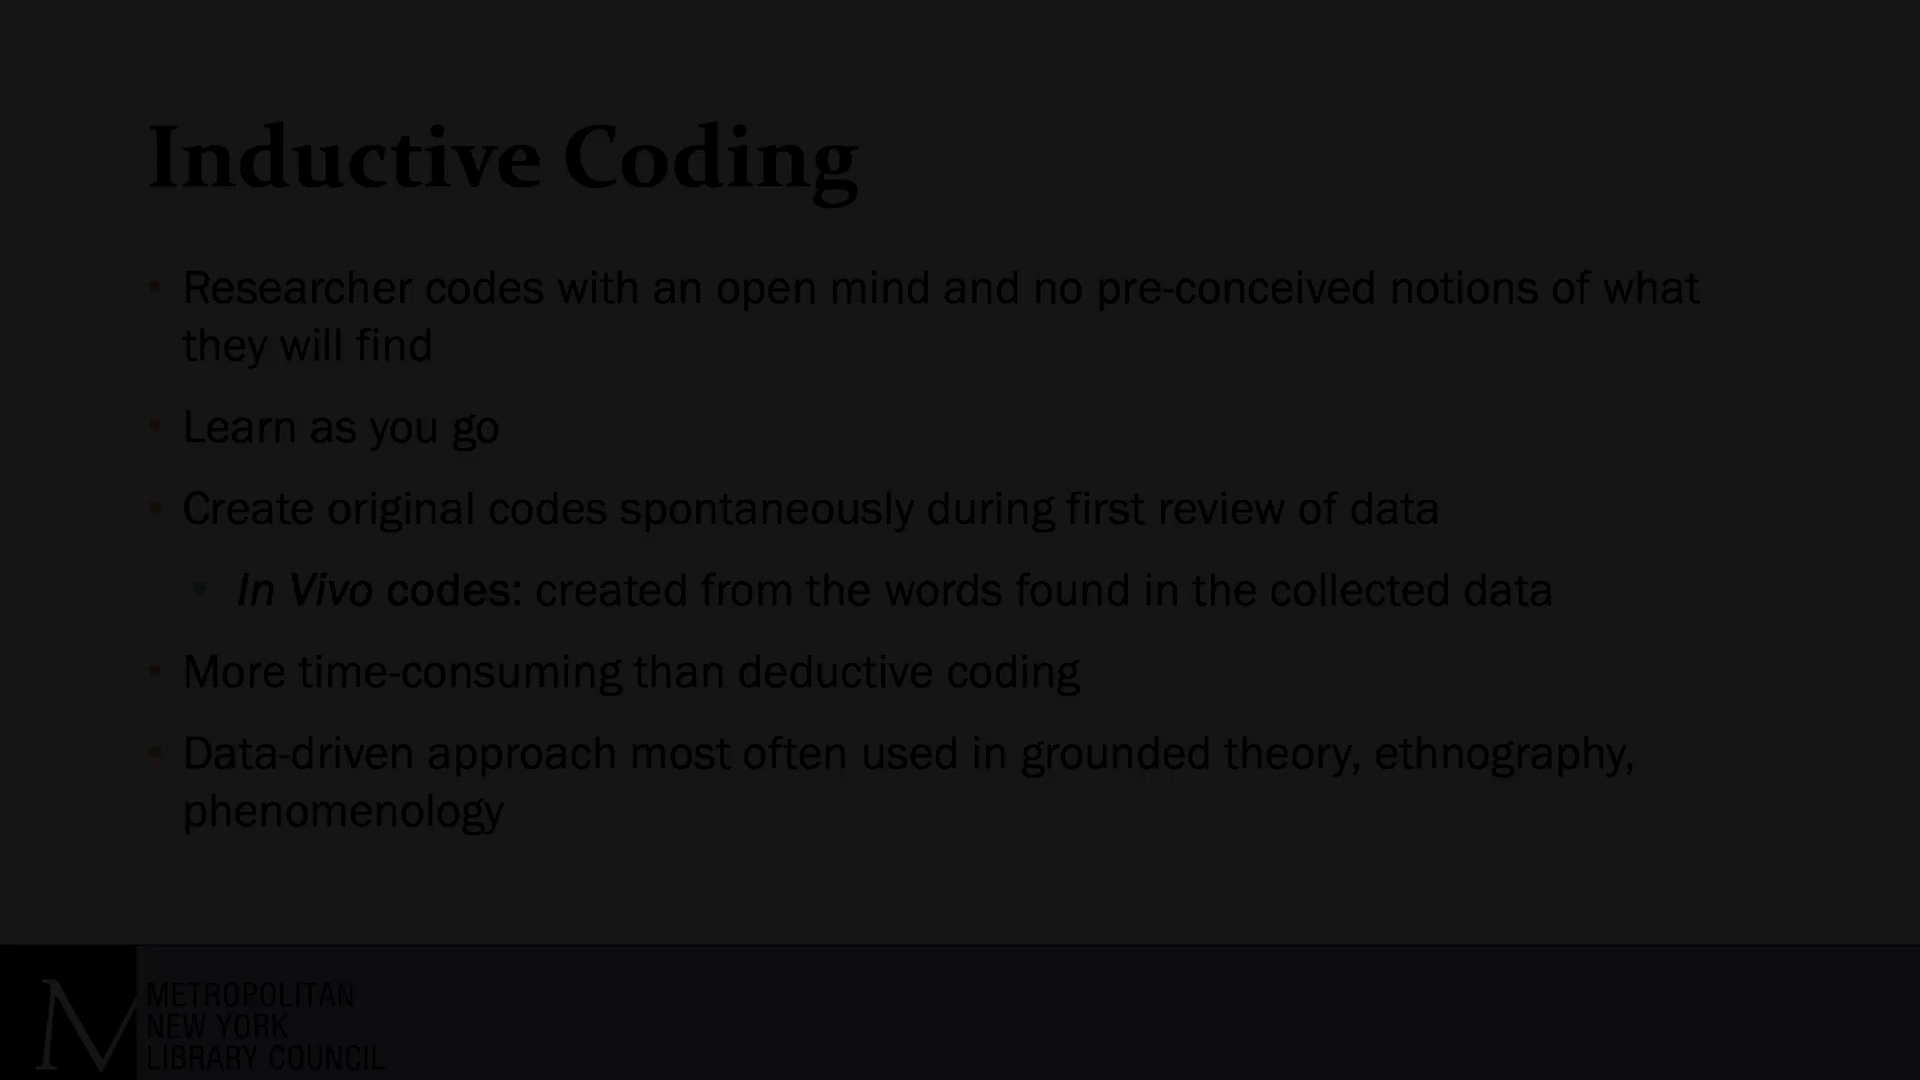 Inductive Coding
• Researcher codes with an open mind and no pre-conceived notions of what
they will find
• Learn as you go
• Create original codes spontaneously during first review of data
• In Vivo codes: created from the words found in the collected data
• More time-consuming than deductive coding
• Data-driven approach most often used in grounded theory, ethnography,
phenomenology
M
METROPOLITAN
NEW YORK
LIBRARY COUNCIL